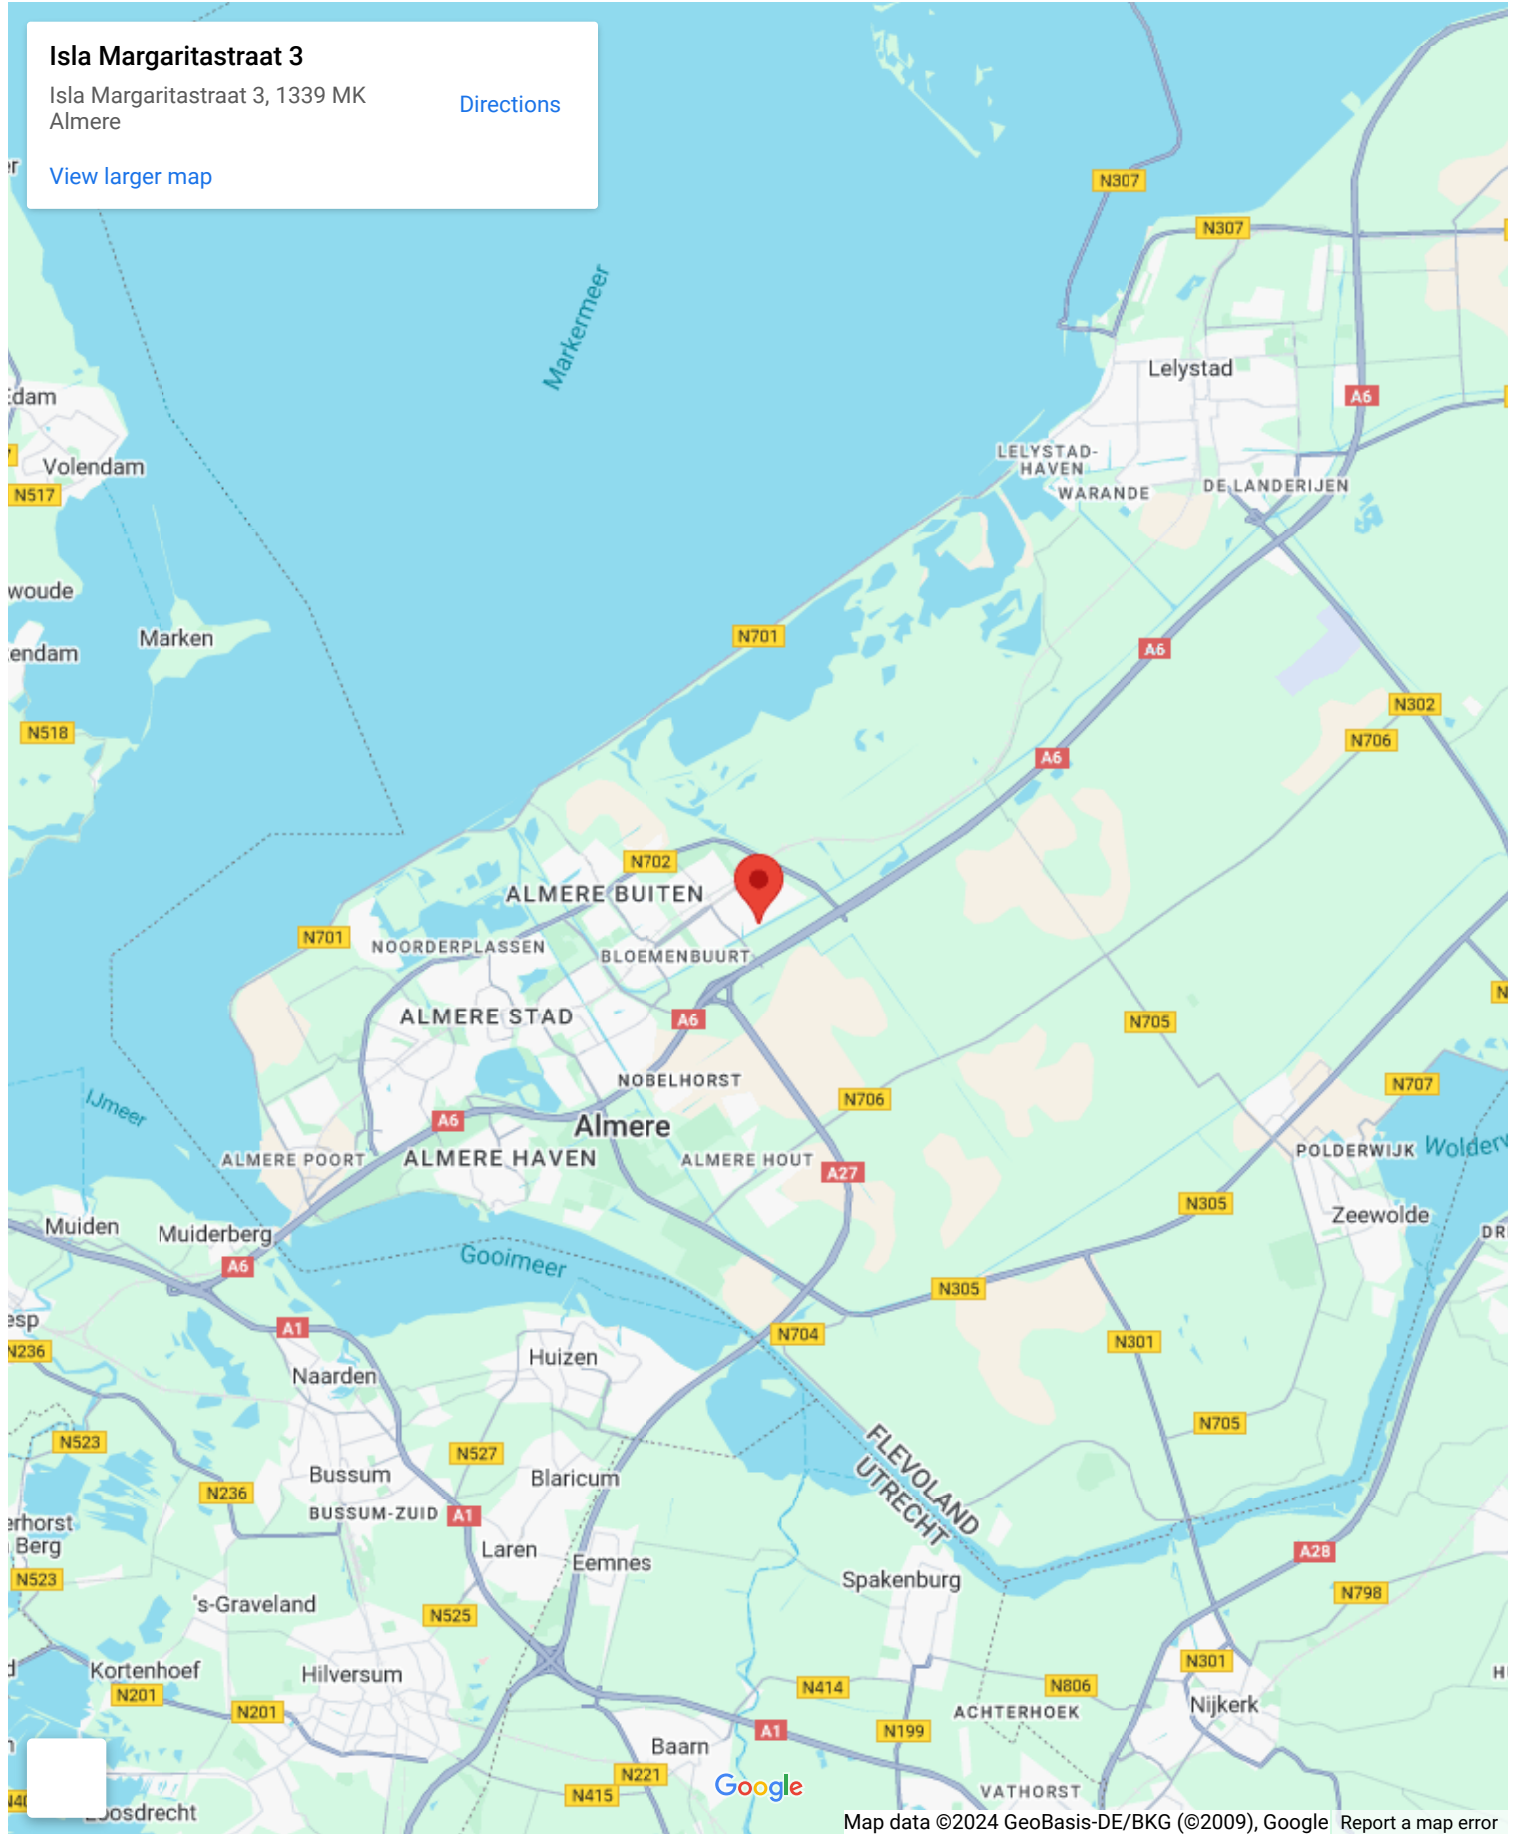 Isla Margaritastraat 3
Isla Margaritastraat 3, 1339 MK
Almere
Directions
View larger map
N307
N307
Markermeer
Lelystad
A6
Volendam
N517
LELYSTAD-
HAVEN
WARANDE
DE LANDERIJEN
Marken
N701
A6
N518
N302
N706
A6
N702
ALMERE BUITEN
N701
NOORDERPLASSEN
BLOEMENBUURT
ALMERE STAD
A6
N705
IJmeer
NOBELHORST
N706
N707
A6
Almere
ALMERE POORT
ALMERE HAVEN
ALMERE HOUT
A27
POLDERWIJK
N305
Zeewolde
Muiden
Muiderberg
A6
Gooimeer
N305
A1
N704
N301
N236
Huizen
Naarden
N705
N523
N527
FLEVOLAND
UTRECHT
Bussum
Blaricum
N236
BUSSUM-ZUID
A1
Laren
Eemnes
A28
Berg
N523
Spakenburg
N798
's-Graveland
N525
Kortenhoef
Hilversum
N301
N201
N201
N414
N806
ACHTERHOEK
Nijkerk
A1
N199
Baarn
N221
N415
Google
VATHORST
Map data ©2024 GeoBasis-DE/BKG (©2009), Google
Report a map error